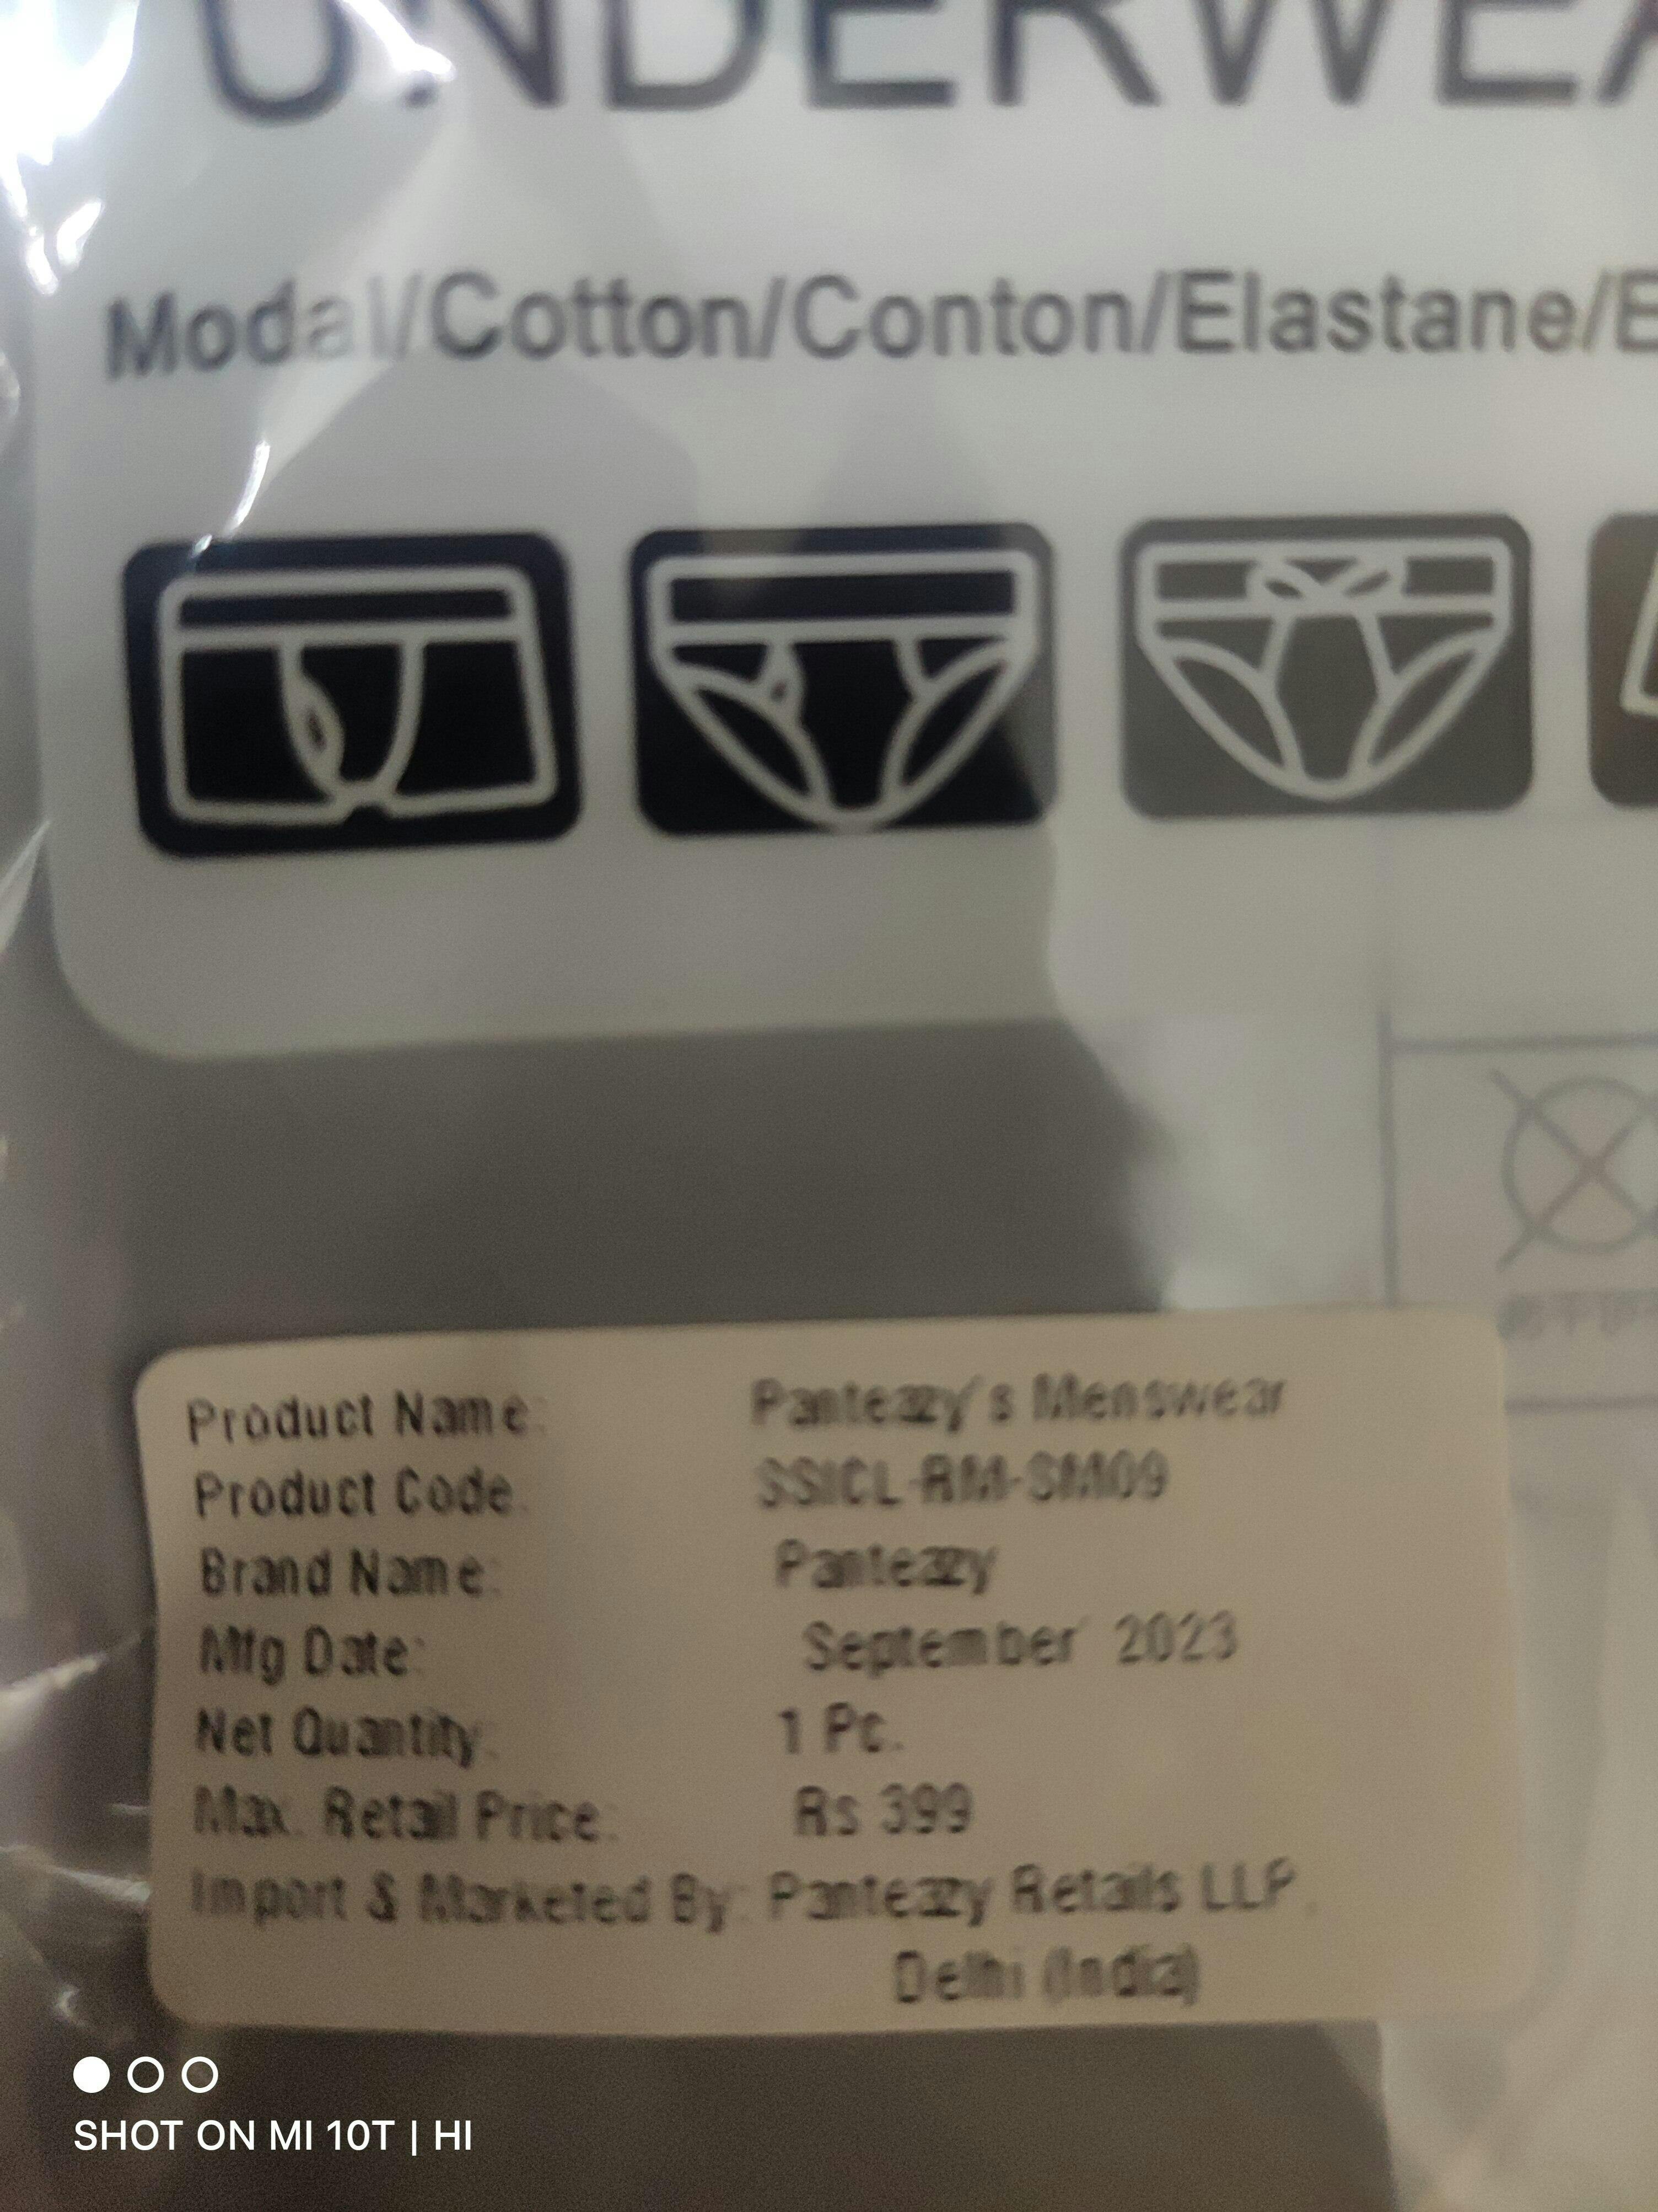 UNDERWEA
Modal/Cotton/Conton/Elastane/E
Product Name: Panteazy's Menswear
Product Code: SSICL-RM-SM09
Brand Name: Panteazy
Mfg Date: September 2023
Net Quantity: 1 Pc.
Max. Retail Price: Rs 399
Import & Marketed By: Panteazy Retails LLP.
Delhi (India)
SHOT ON MI 10T | HI